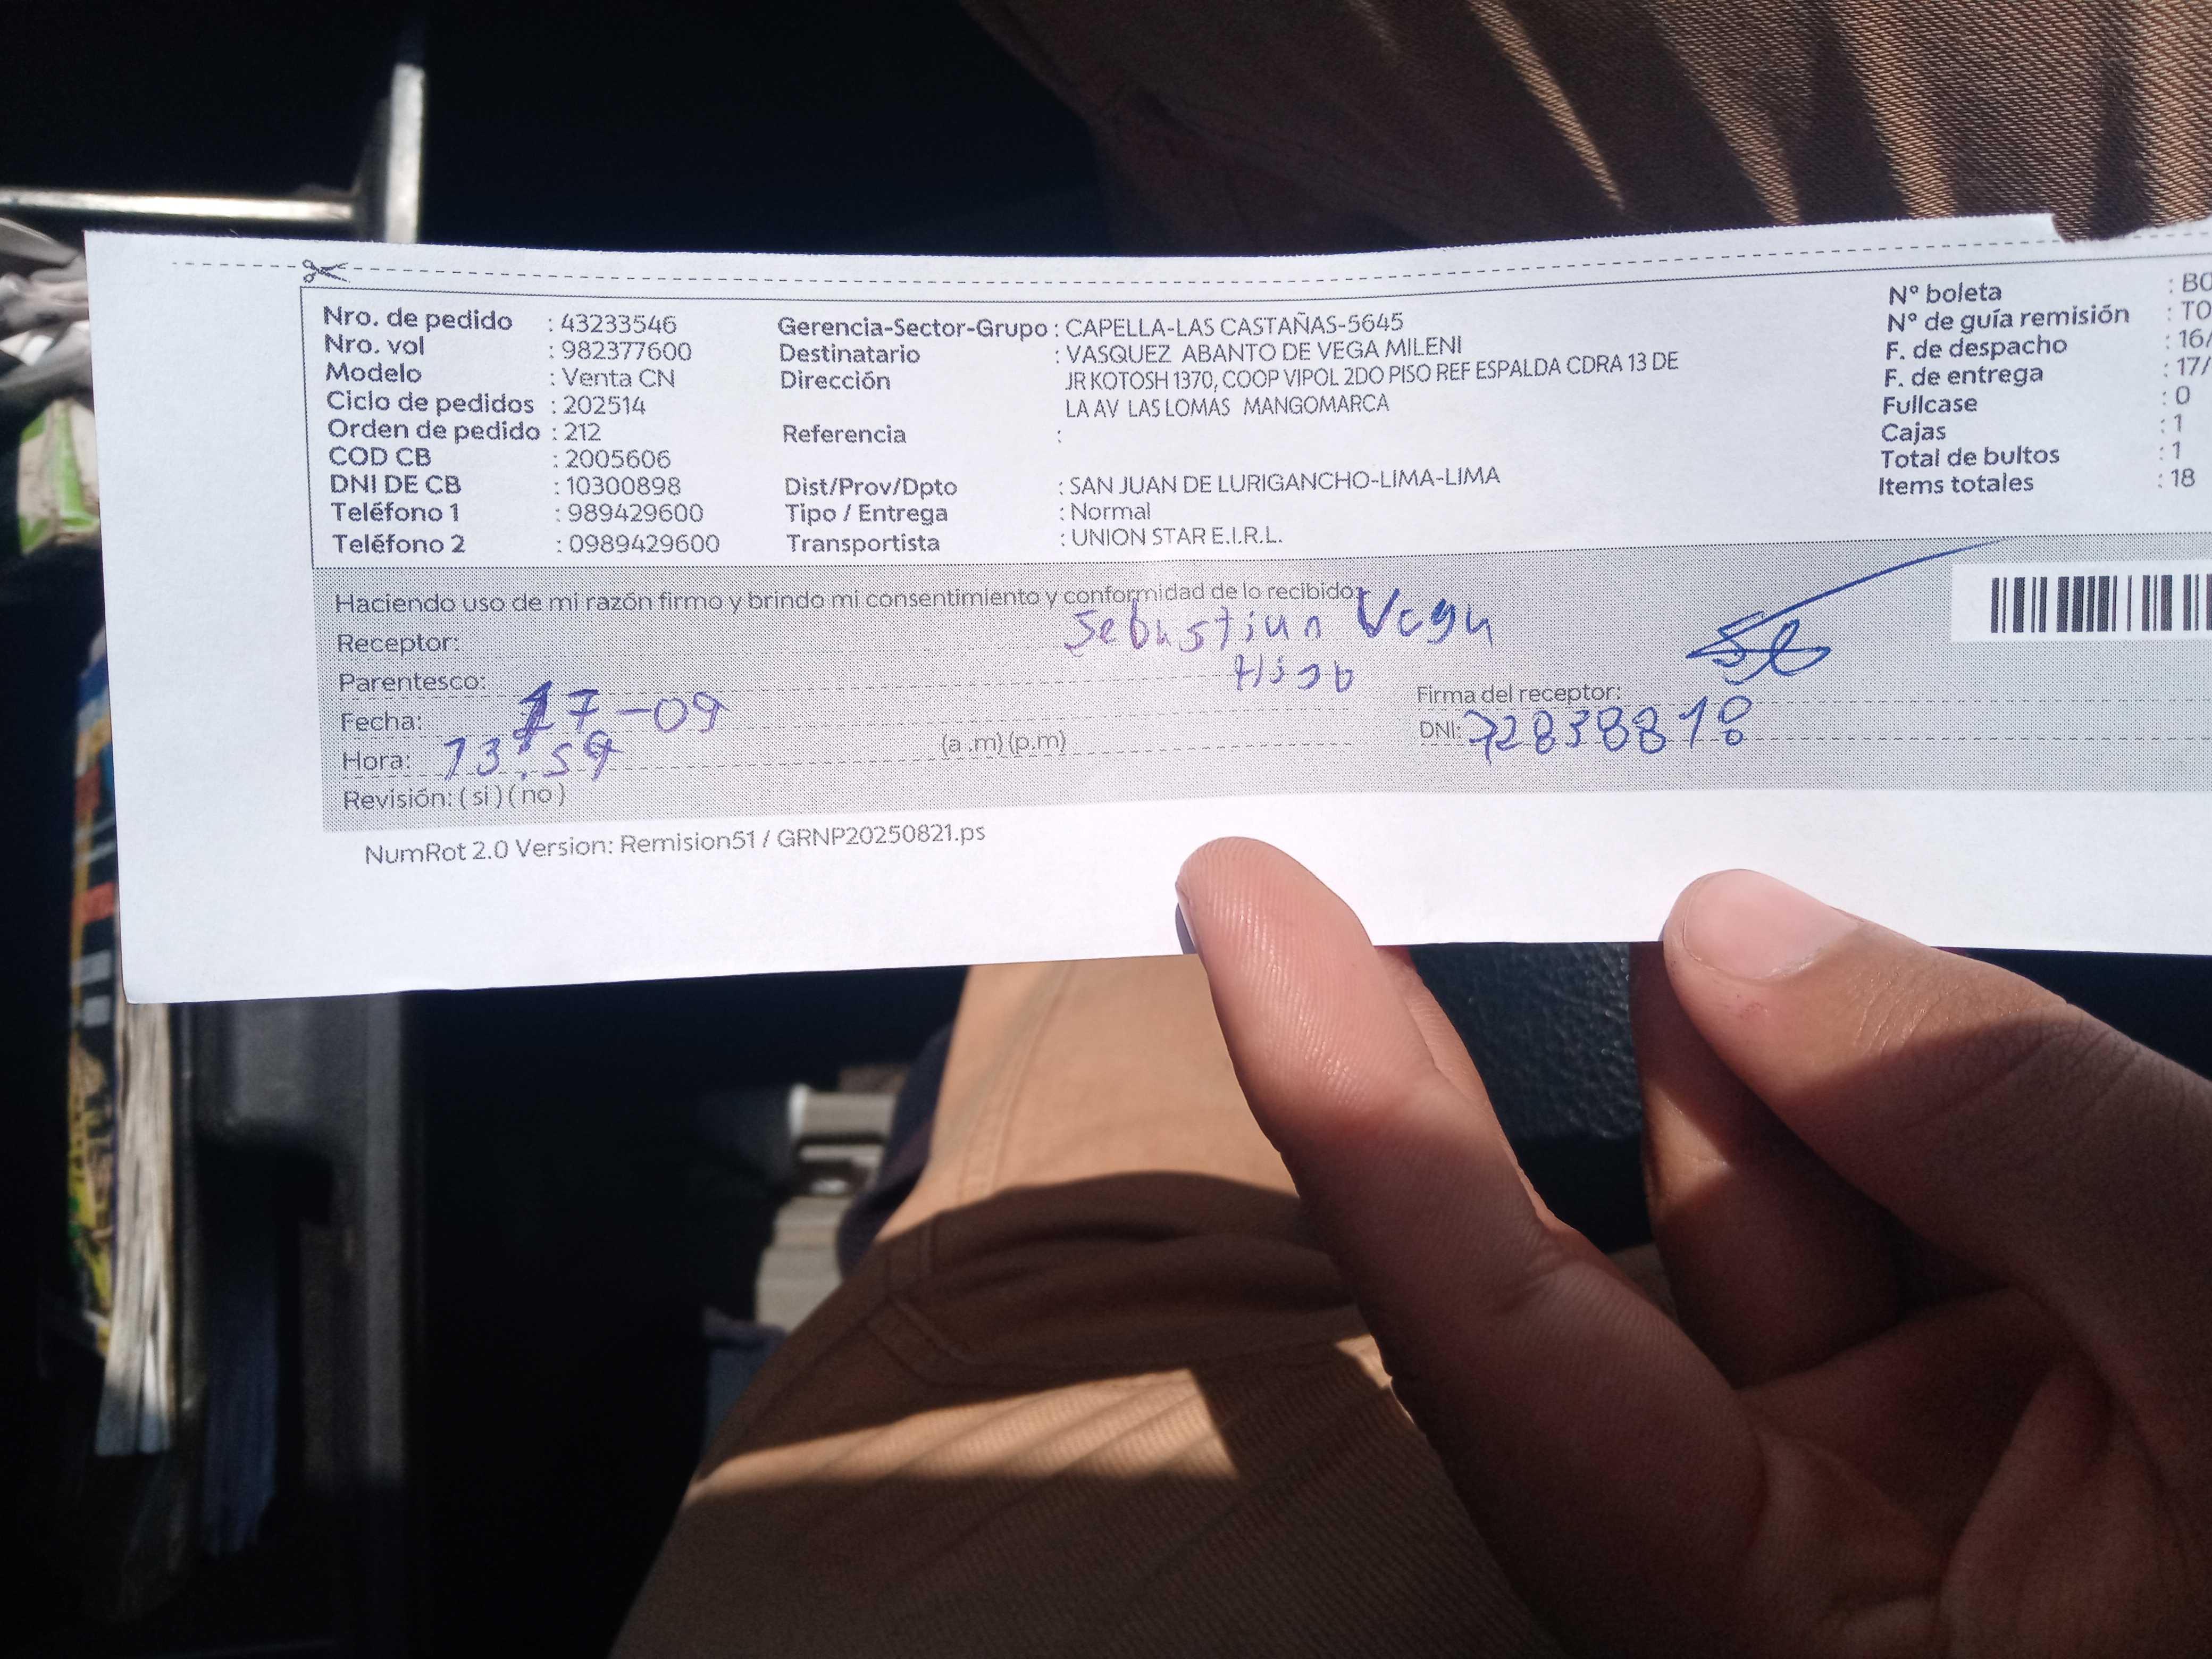 Nro. de pedido : 43233546
Nro. vol : 982377600
Modelo : Venta CN
Ciclo de pedidos : 202514
Orden de pedido : 212
COD CB : 2005606
DNI DE CB : 10300898
Teléfono 1 : 989429600
Teléfono 2 : 0989429600
Gerencia-Sector-Grupo : CAPELLA-LAS CASTAÑAS-5645
Destinatario : VASQUEZ ABANTO DE VEGA MILENI
Dirección JR KOTOSH 1370, COOP VIPOL 2DO PISO REF ESPALDA CDRA 13 DE
LA AV LAS LOMAS MANGOMARCA
Referencia :
Dist/Prov/Dpto : SAN JUAN DE LURIGANCHO-LIMA-LIMA
Tipo / Entrega : Normal
Transportista : UNION STAR E.I.R.L.
Nº boleta : BO
Nº de guía remisión : TO
F. de despacho : 16/
F. de entrega : 17/
Fullcase : 0
Cajas : 1
Total de bultos : 1
Items totales : 18
Haciendo uso de mi razón firmo y brindo mi consentimiento y conformidad de lo recibido:
Receptor: Sebastian Vega
Parentesco: Hijo
Fecha: 17-09
Hora: 13:59 (a .m) (p.m)
Revisión: ( si ) ( no )
Firma del receptor:
DNI: 72838818
NumRot 2.0 Version: Remision51 / GRNP20250821.ps